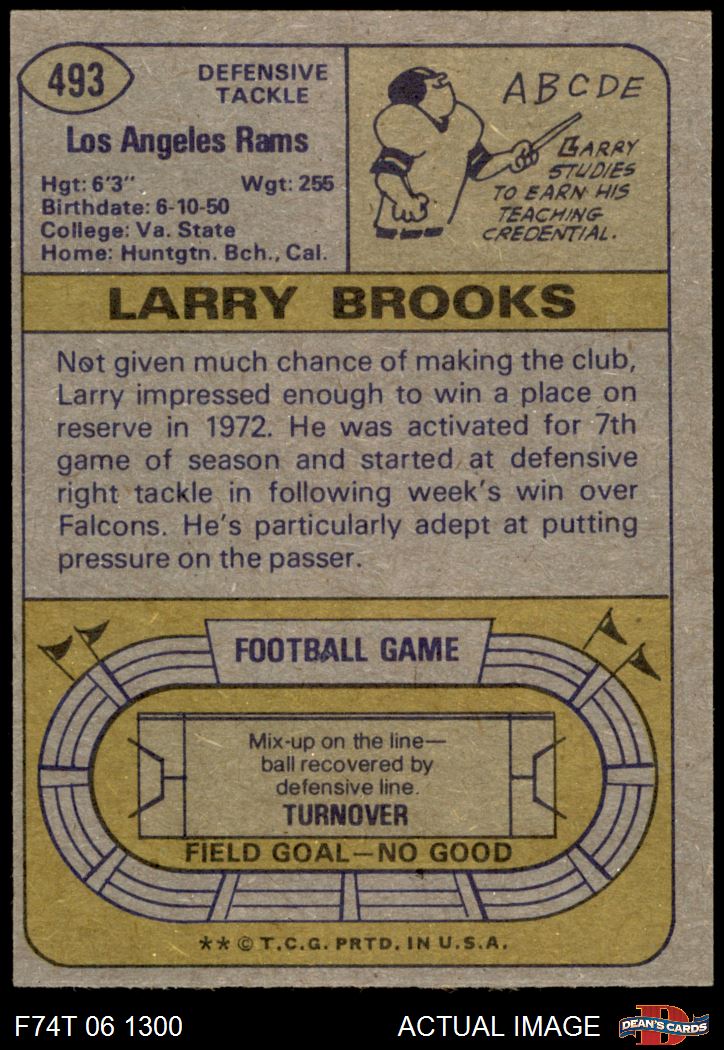 493
DEFENSIVE
TACKLE
Los Angeles Rams
Hgt: 6'3" Wgt: 255
Birthdate: 6-10-50
College: Va. State
Home: Huntgtn. Bch., Cal.
ABCDE
LARRY
STUDIES
TO EARN HIS
TEACHING
CREDENTIAL.
LARRY BROOKS
Not given much chance of making the club,
Larry impressed enough to win a place on
reserve in 1972. He was activated for 7th
game of season and started at defensive
right tackle in following week's win over
Falcons. He's particularly adept at putting
pressure on the passer.
FOOTBALL GAME
Mix-up on the line—
ball recovered by
defensive line.
TURNOVER
FIELD GOAL—NO GOOD
** © T.C.G. PRTD. IN U.S.A.
F74T 06 1300 ACTUAL IMAGE
D
DEAN'S CARDS